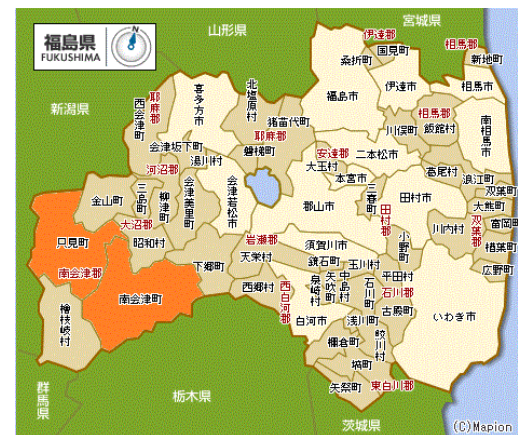 福島県
FUKUSHIMA
山形県
宮城県
新潟県
伊達郡
国見町
桑折町
相馬郡
新地町
伊達市
相馬市
福島市
北塩原村
喜多方市
耶麻郡
西会津町
猪苗代町
耶麻郡
磐梯町
相馬郡
飯舘村
川俣町
南相馬市
会津坂下町
湯川村
河沼郡
安達郡
大玉村
二本松市
本宮市
葛尾村
浪江町
双葉町
大熊町
富岡町
双葉郡
楢葉町
広野町
川内村
田村市
三春町
田村郡
小野町
郡山市
会津若松市
会津美里町
柳津町
三島町
金山町
大沼郡
昭和村
只見町
南会津郡
南会津町
檜枝岐村
下郷町
岩瀬郡
天栄村
須賀川市
鏡石町
玉川村
平田村
石川郡
石川町
古殿町
浅川町
中島村
矢吹町
泉崎村
西白河郡
西郷村
白河市
棚倉町
鮫川村
塙町
矢祭町
東白川郡
いわき市
群馬県
栃木県
茨城県
(C)Mapion